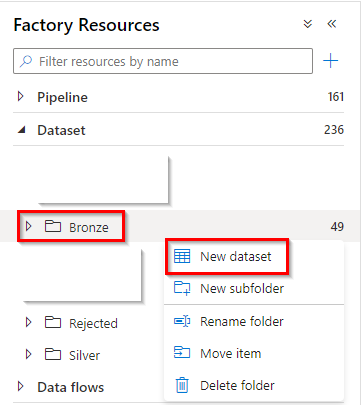 Factory Resources
Filter resources by name
Pipeline 161
Dataset 236
Bronze 49
New dataset
New subfolder
Rename folder
Move item
Delete folder
Rejected
Silver
Data flows